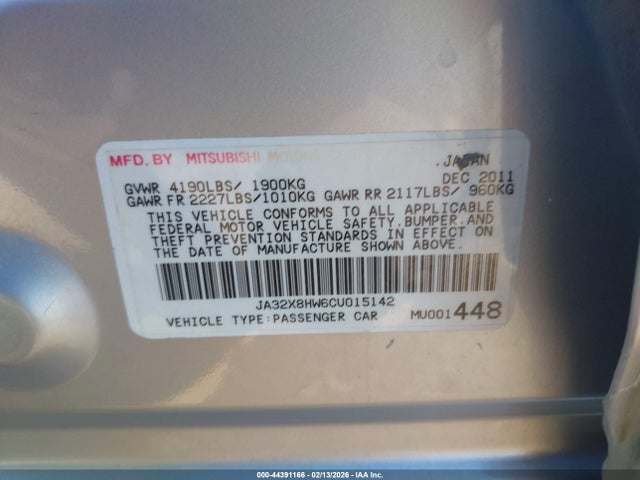 MFD. BY MITSUBISHI MOTORS JAPAN
GVWR 4190LBS/ 1900KG DEC 2011
GAWR FR 2227LBS/1010KG GAWR RR 2117LBS/ 960KG
THIS VEHICLE CONFORMS TO ALL APPLICABLE
FEDERAL MOTOR VEHICLE SAFETY,BUMPER,AND
THEFT PREVENTION STANDARDS IN EFFECT ON
THE DATE OF MANUFACTURE SHOWN ABOVE.
JA32X8HW6CU015142
VEHICLE TYPE:PASSENGER CAR MU001448
000-44391166 - 02/13/2026 - IAA Inc.